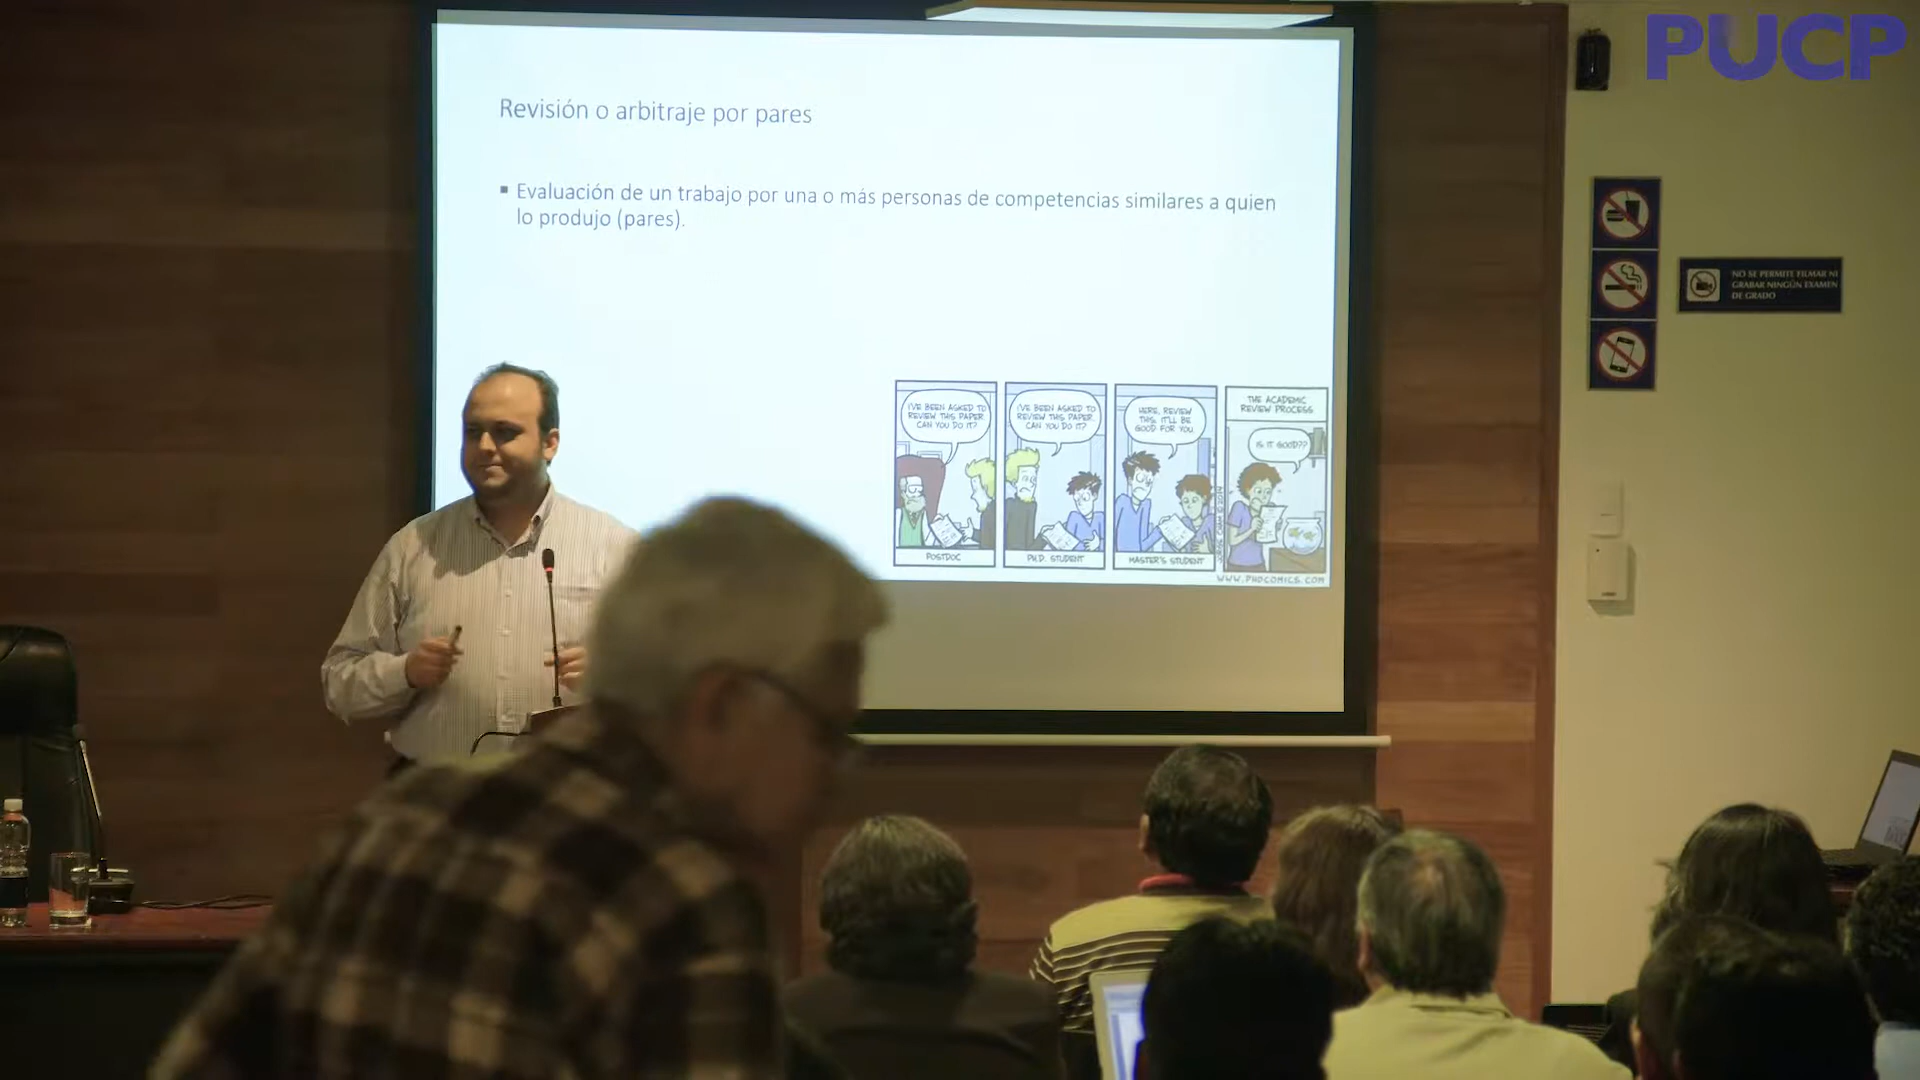 PUCP
Revisión o arbitraje por pares
▪ Evaluación de un trabajo por una o más personas de competencias similares a quien
lo produjo (pares).
I'VE BEEN ASKED TO
REVIEW THIS PAPER
CAN YOU DO IT?
POSTDOC
I'VE BEEN ASKED TO
REVIEW THIS PAPER
CAN YOU DO IT?
PH.D. STUDENT
HERE, REVIEW
THIS. IT'LL BE
GOOD FOR YOU.
MASTER'S STUDENT
JORGE CHAM © 2014
THE ACADEMIC
REVIEW PROCESS
IS IT GOOD??
WWW.PHDCOMICS.COM
NO SE PERMITE FILMAR NI
GRABAR NINGÚN EXAMEN
DE GRADO